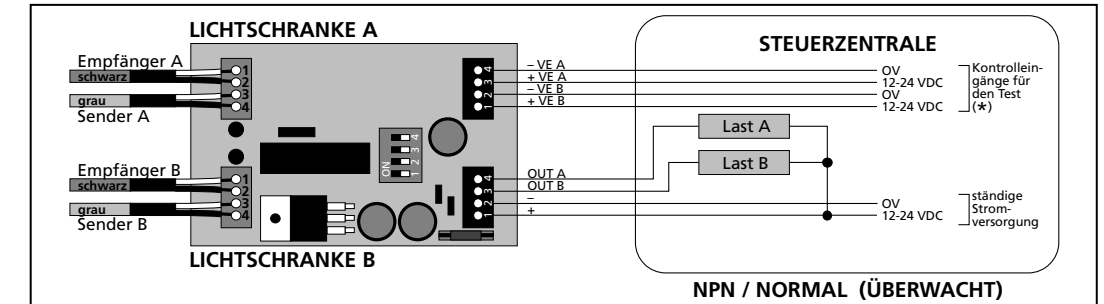 LICHTSCHRANKE A
STEUERZENTRALE
Empfänger A
schwarz
grau
Sender A
1
2
3
4
4
3
2
1
– VE A
+ VE A
– VE B
+ VE B
0V
12-24 VDC
0V
12-24 VDC
Kontrollein-
gänge für
den Test
(*)
ON
1 2 3 4
Last A
Last B
Empfänger B
schwarz
grau
Sender B
1
2
3
4
4
3
2
1
OUT A
OUT B
–
+
0V
12-24 VDC
ständige
Strom-
versorgung
LICHTSCHRANKE B
NPN / NORMAL (ÜBERWACHT)